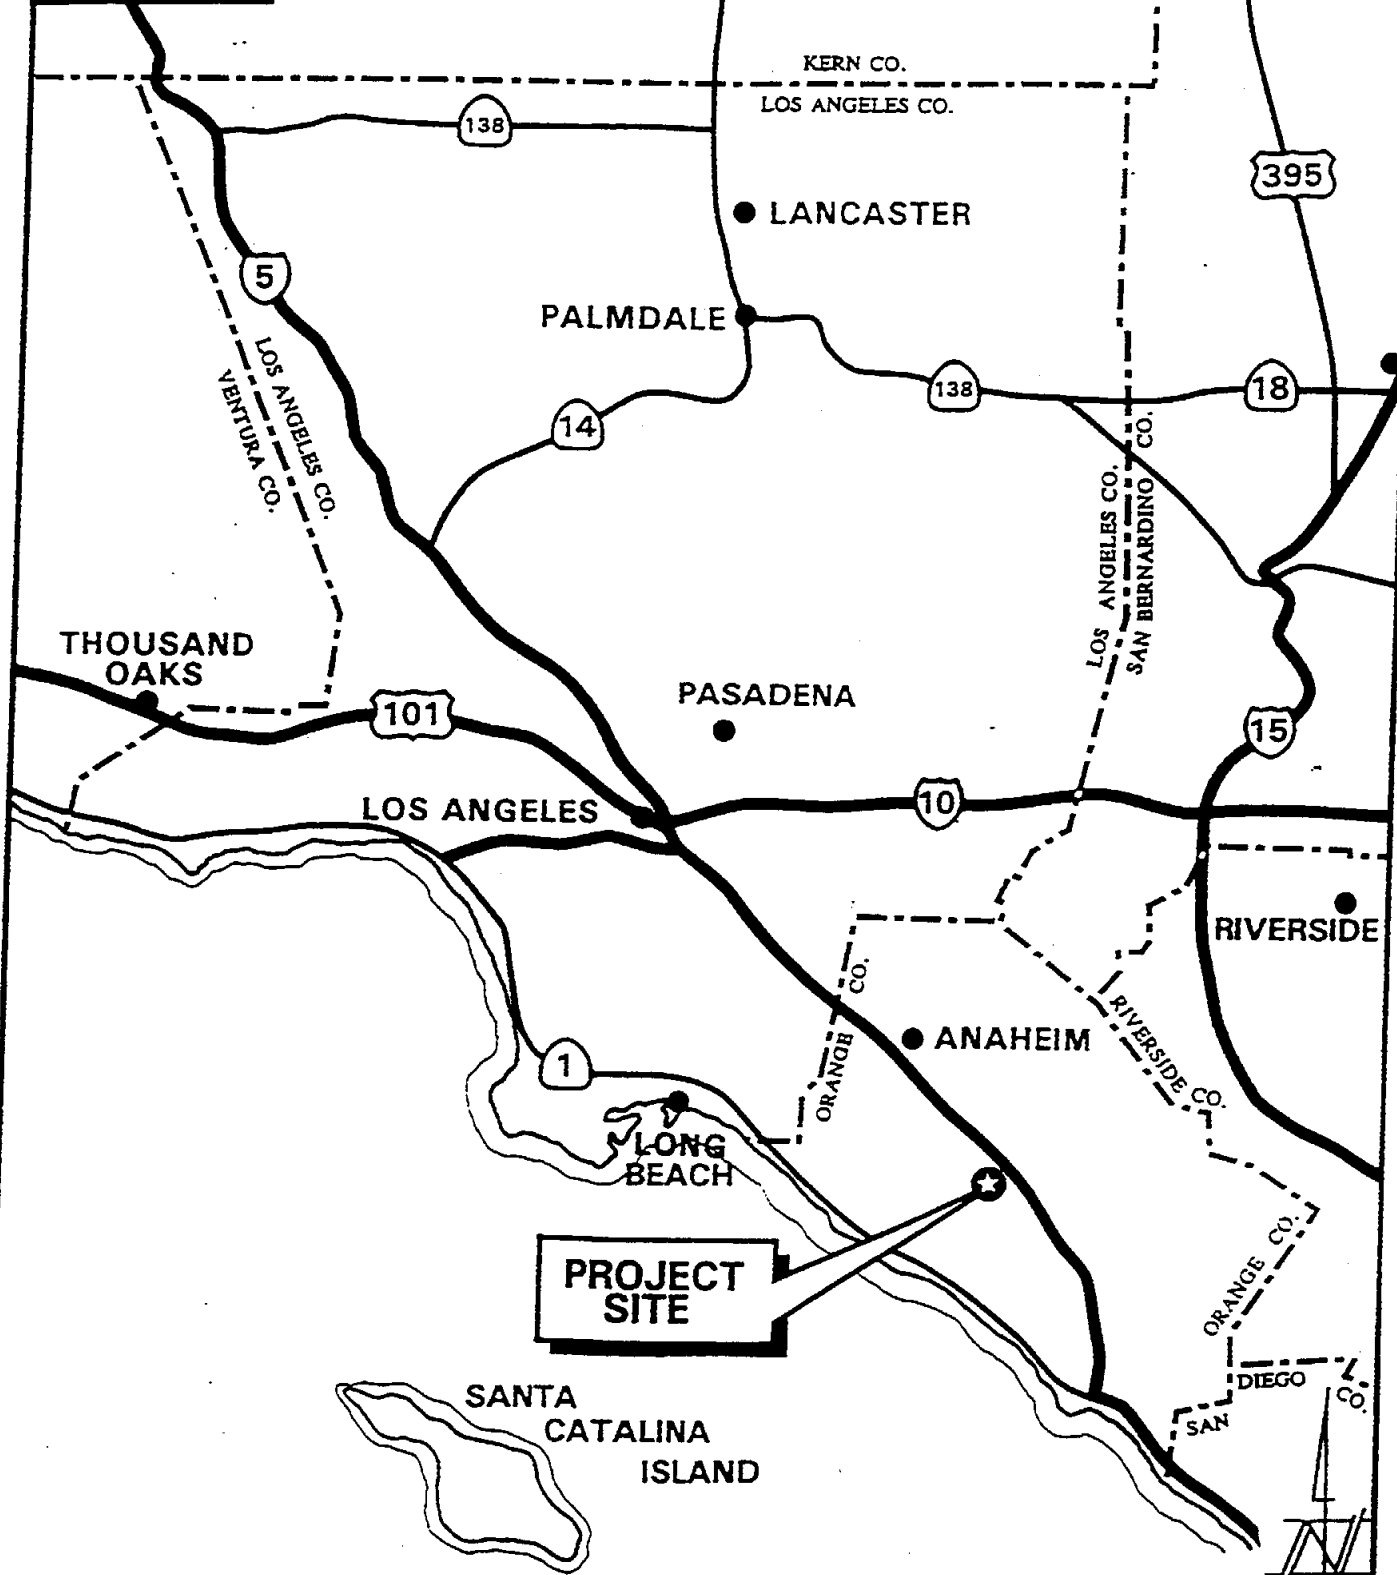 KERN CO.
LOS ANGELES CO.
138
395
LANCASTER
5
PALMDALE
LOS ANGELES CO.
VENTURA CO.
138
18
14
LOS ANGELES CO.
SAN BERNARDINO CO.
THOUSAND
OAKS
PASADENA
101
15
LOS ANGELES
10
RIVERSIDE
ORANGE CO.
ANAHEIM
RIVERSIDE CO.
1
LONG
BEACH
PROJECT
SITE
ORANGE CO.
SAN DIEGO CO.
SANTA
CATALINA
ISLAND
N